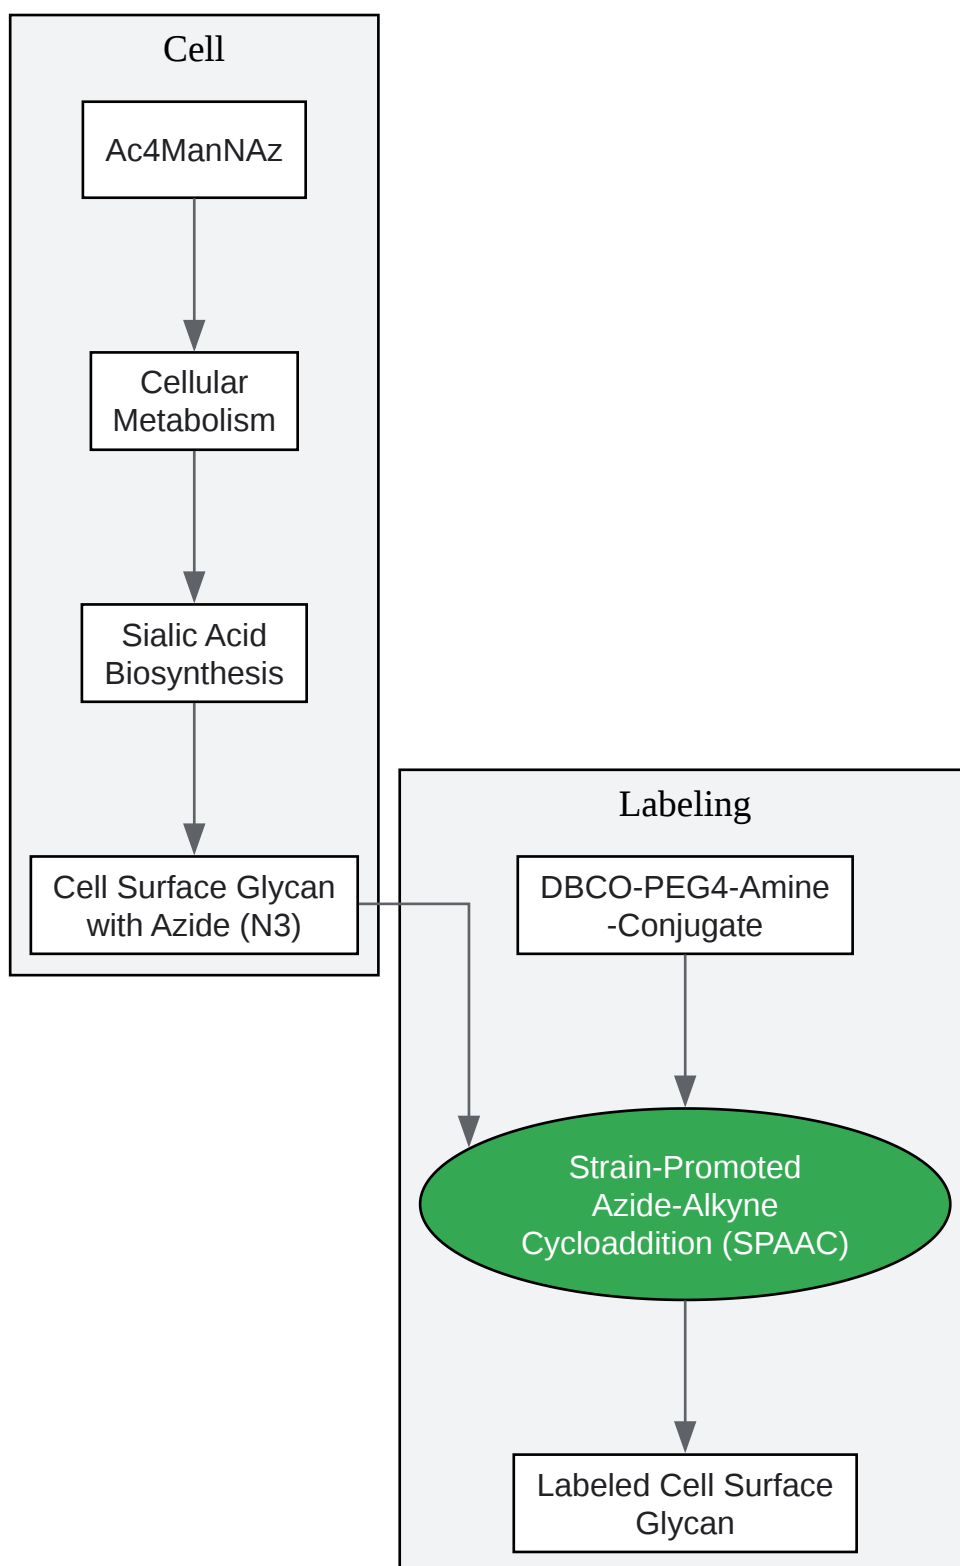 Cell
Ac4ManNAz
Cellular
Metabolism
Sialic Acid
Biosynthesis
Cell Surface Glycan
with Azide (N3)
Labeling
DBCO-PEG4-Amine
-Conjugate
Strain-Promoted
Azide-Alkyne
Cycloaddition (SPAAC)
Labeled Cell Surface
Glycan